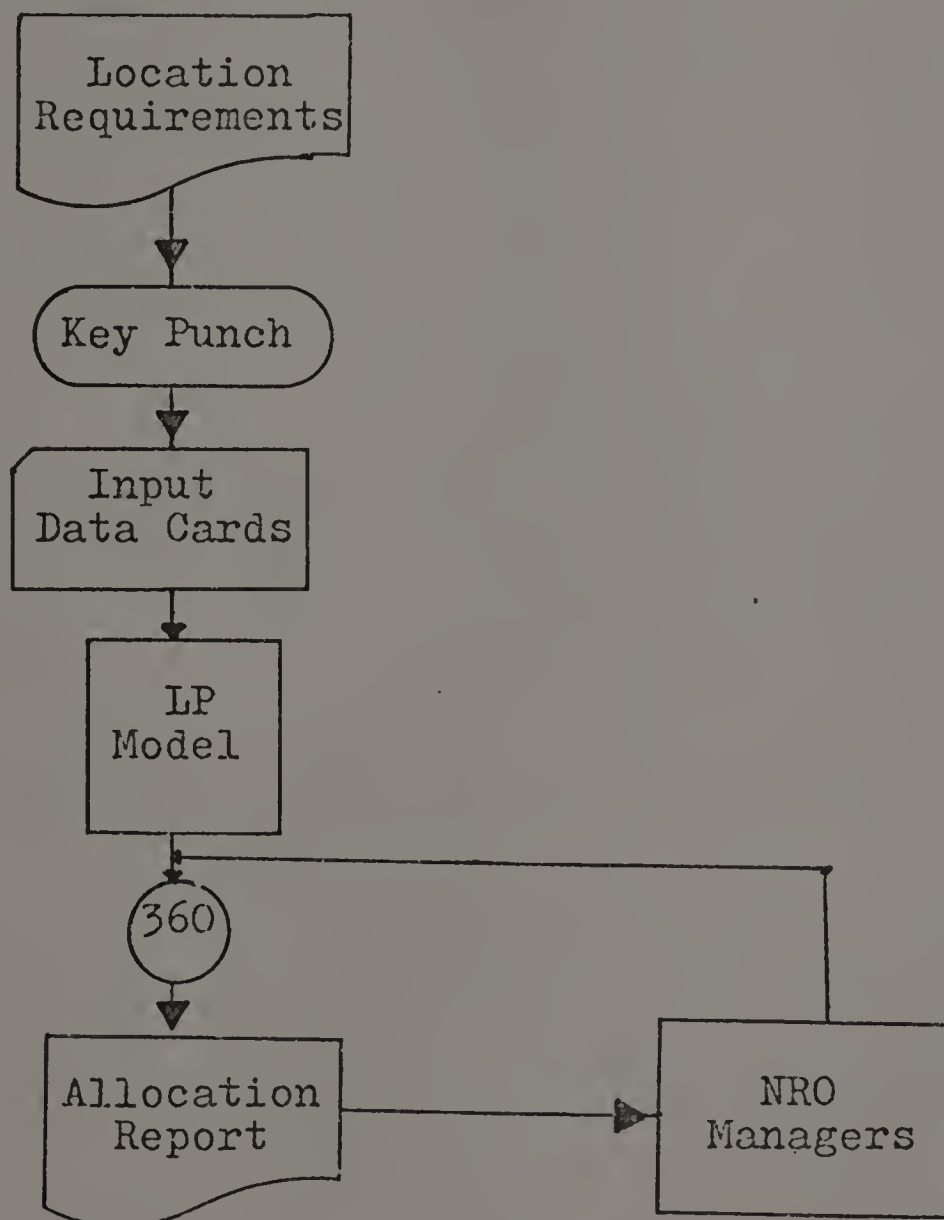 Location
Requirements
Key Punch
Input
Data Cards
LP
Model
360
Allocation
Report
NRO
Managers